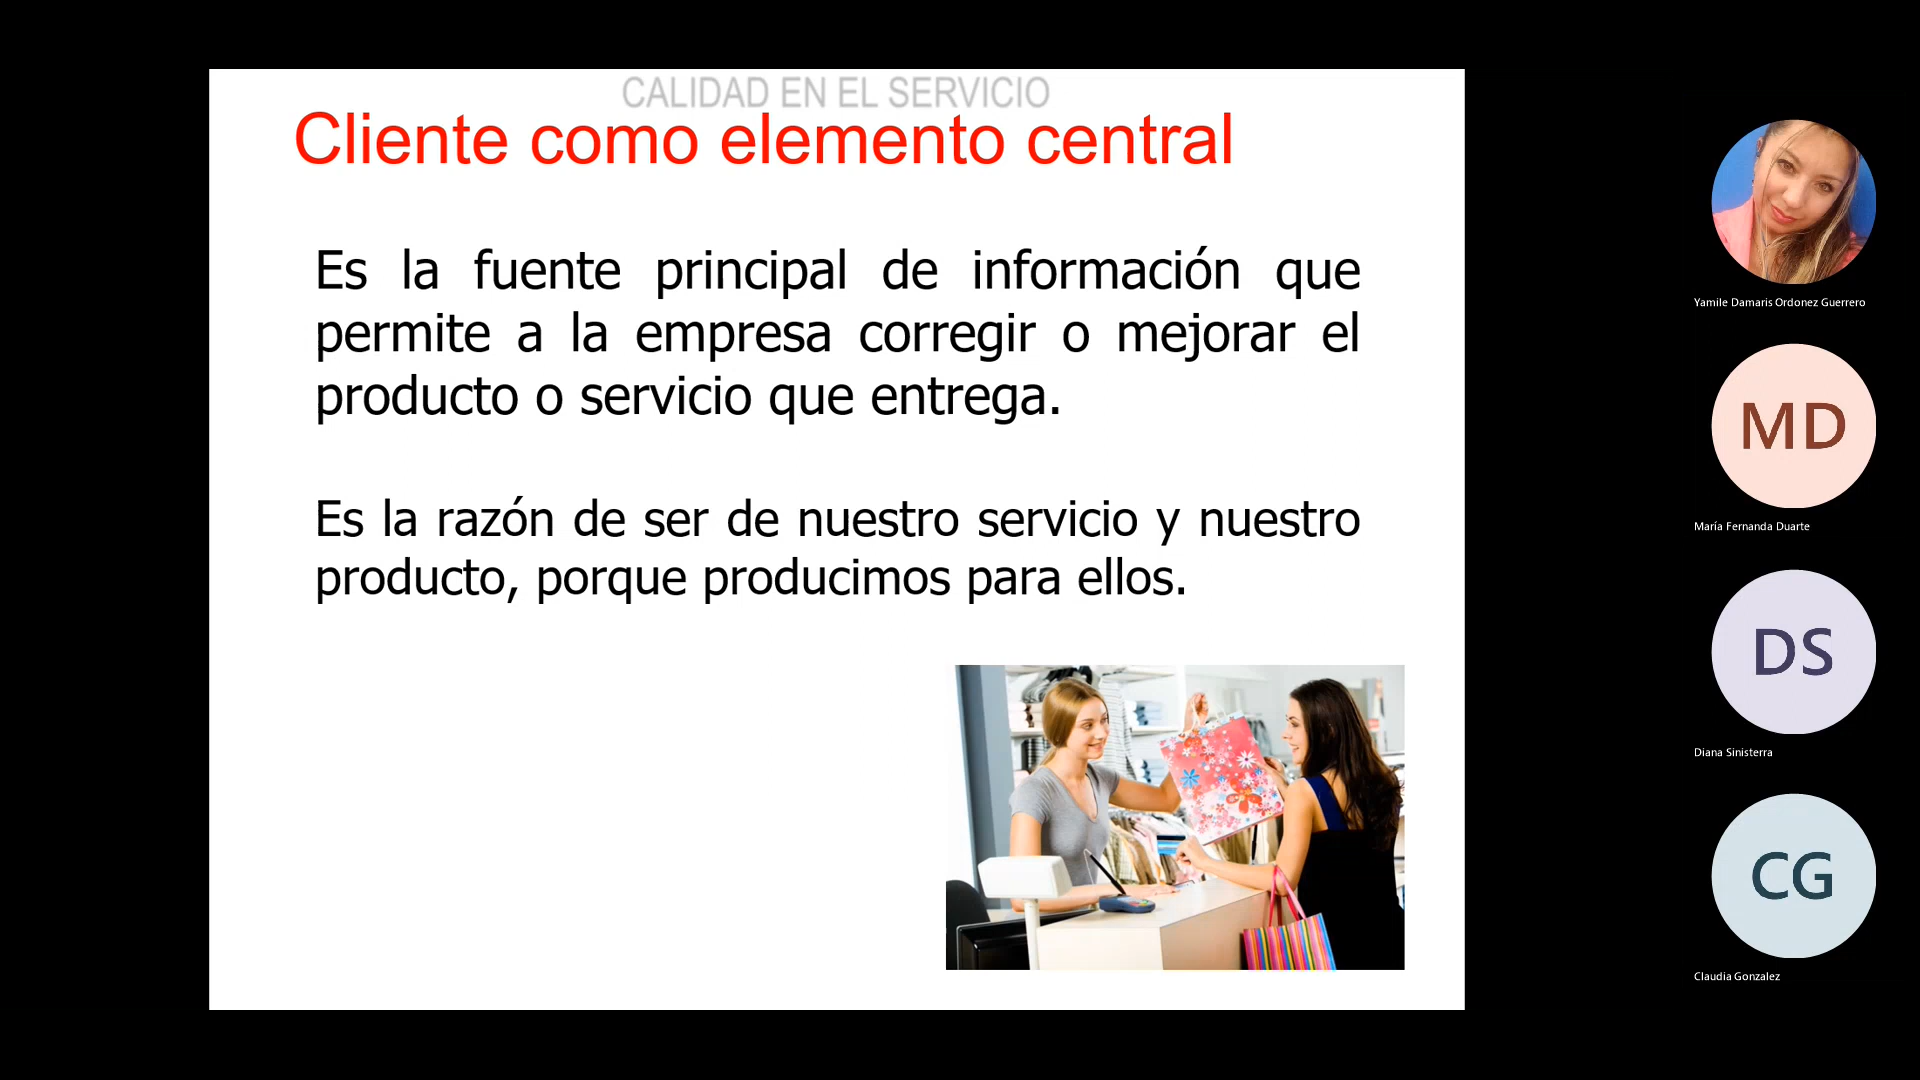 CALIDAD EN EL SERVICIO
Cliente como elemento central
Es la fuente principal de información que
permite a la empresa corregir o mejorar el
producto o servicio que entrega.
Es la razón de ser de nuestro servicio y nuestro
producto, porque producimos para ellos.
Yamile Damaris Ordonez Guerrero
MD
María Fernanda Duarte
DS
Diana Sinisterra
CG
Claudia Gonzalez